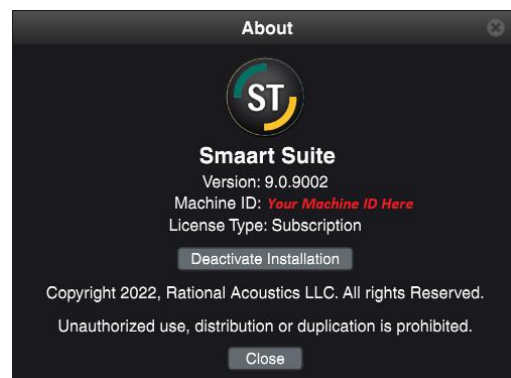 About
ST
Smaart Suite
Version: 9.0.9002
Machine ID: Your Machine ID Here
License Type: Subscription
Deactivate Installation
Copyright 2022, Rational Acoustics LLC. All rights Reserved.
Unauthorized use, distribution or duplication is prohibited.
Close